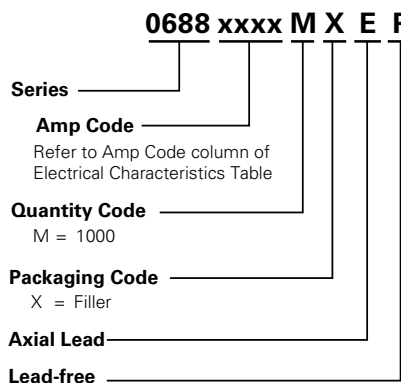 0688 xxxx M X E
Series
Amp Code
Refer to Amp Code column of
Electrical Characteristics Table
Quantity Code
M = 1000
Packaging Code
X = Filler
Axial Lead
Lead-free